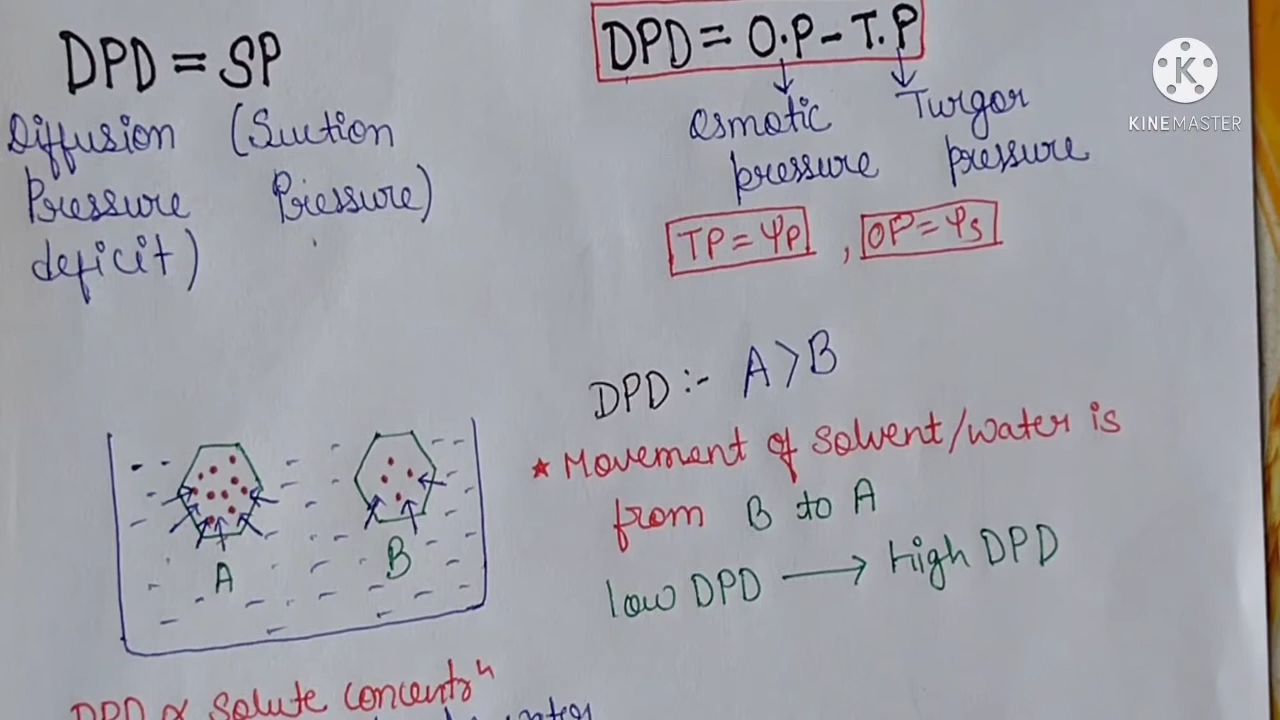 DPD = SP
Diffusion (Suction
Pressure Pressure)
deficit)
DPD = O.P - T.P
Osmotic Turgor
pressure pressure
TP = Ψp , OP = Ψs
KINEMASTER
DPD :- A > B
* Movement of solvent/water is
from B to A
low DPD → High DPD
A
B
DPD ∝ Solute concentrⁿ